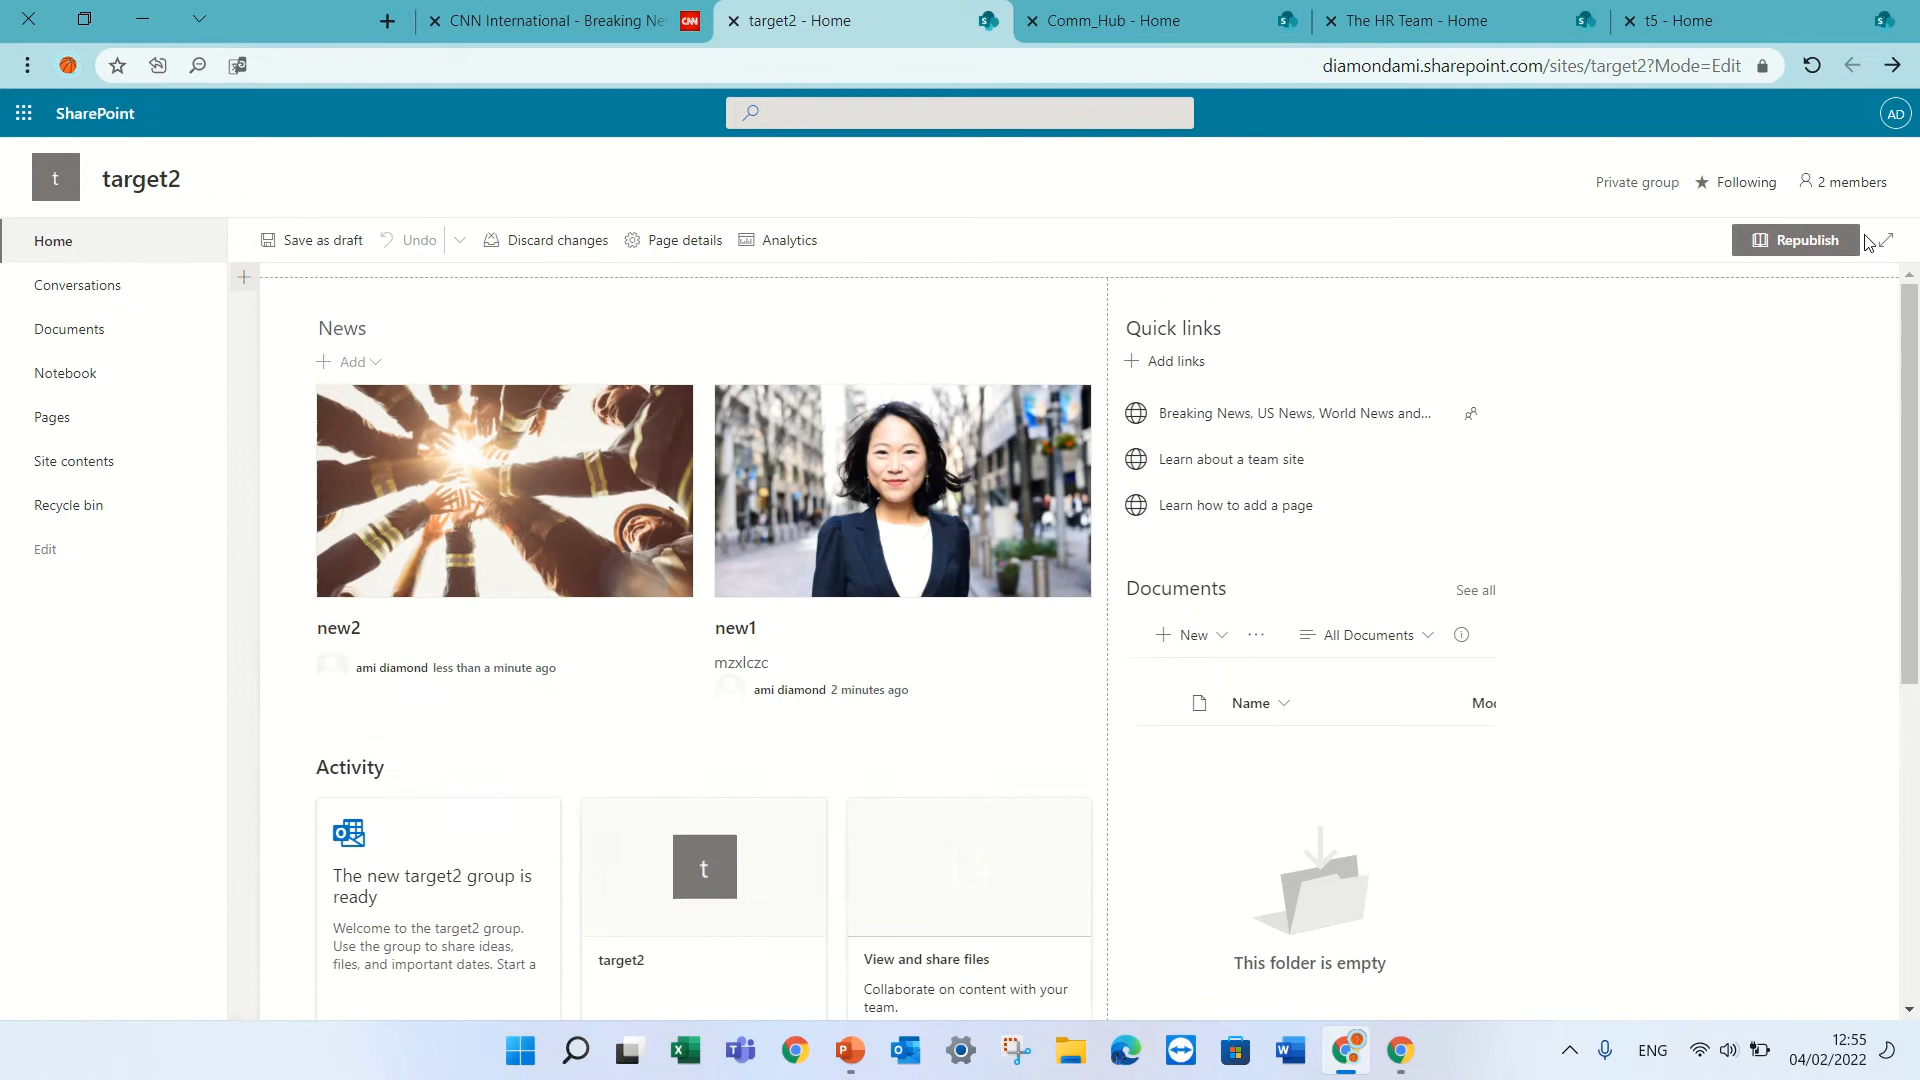 CNN International - Breaking Ne
CNN
target2 - Home
Comm_Hub - Home
The HR Team - Home
t5 - Home
diamondami.sharepoint.com/sites/target2?Mode=Edit
SharePoint
AD
t
target2
Private group
Following
2 members
Home
Save as draft
Undo
Discard changes
Page details
Analytics
Republish
Conversations
Documents
Notebook
Pages
Site contents
Recycle bin
Edit
News
Add
new2
ami diamond less than a minute ago
new1
mzxlczc
ami diamond 2 minutes ago
Activity
The new target2 group is
ready
Welcome to the target2 group.
Use the group to share ideas,
files, and important dates. Start a
t
target2
View and share files
Collaborate on content with your
team.
Quick links
Add links
Breaking News, US News, World News and...
Learn about a team site
Learn how to add a page
Documents
See all
New
All Documents
Name
Mod
This folder is empty
ENG
12:55
04/02/2022